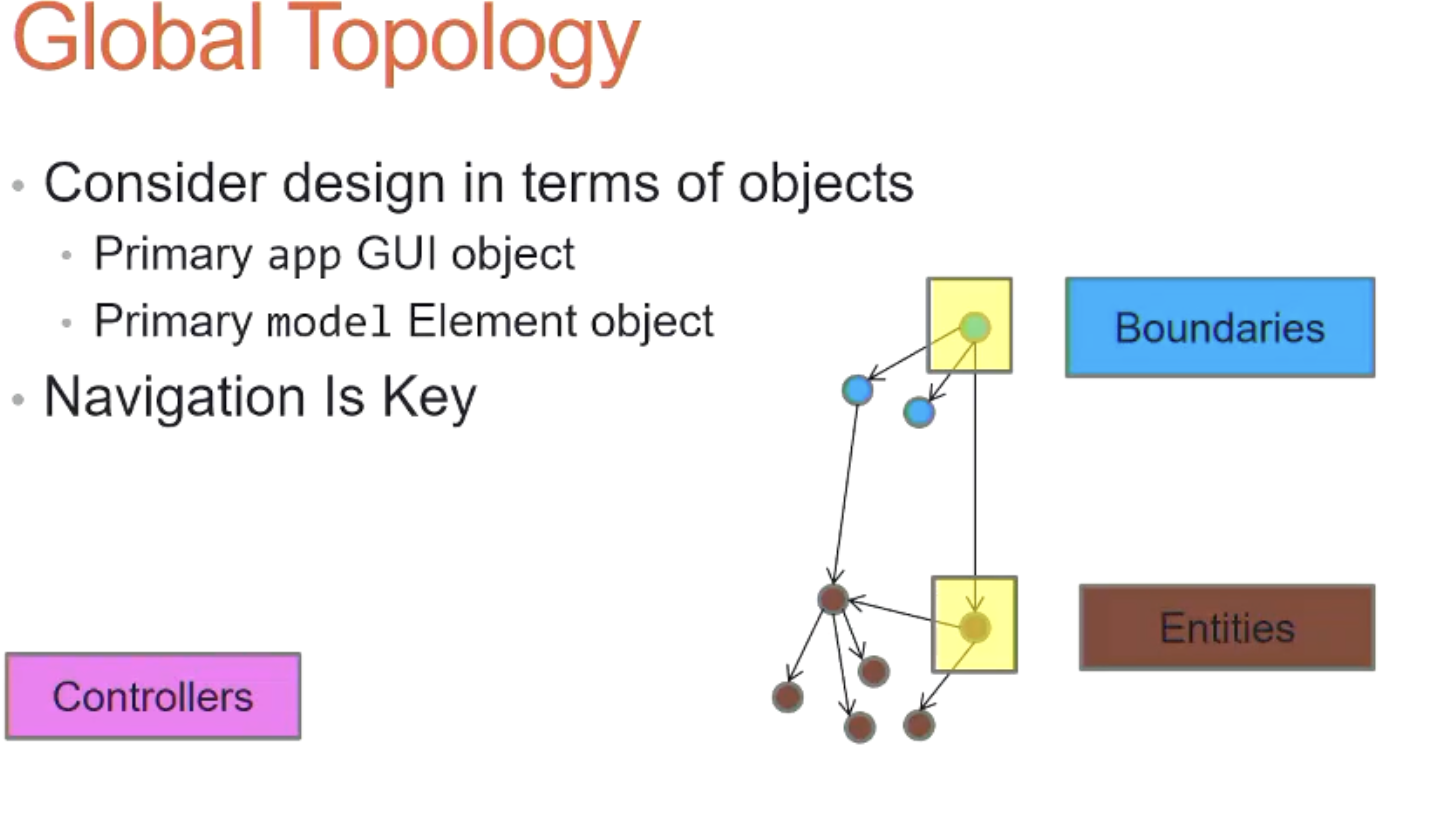 Global Topology
Consider design in terms of objects
Primary app GUI object
Primary model Element object
Navigation Is Key
Boundaries
Entities
Controllers